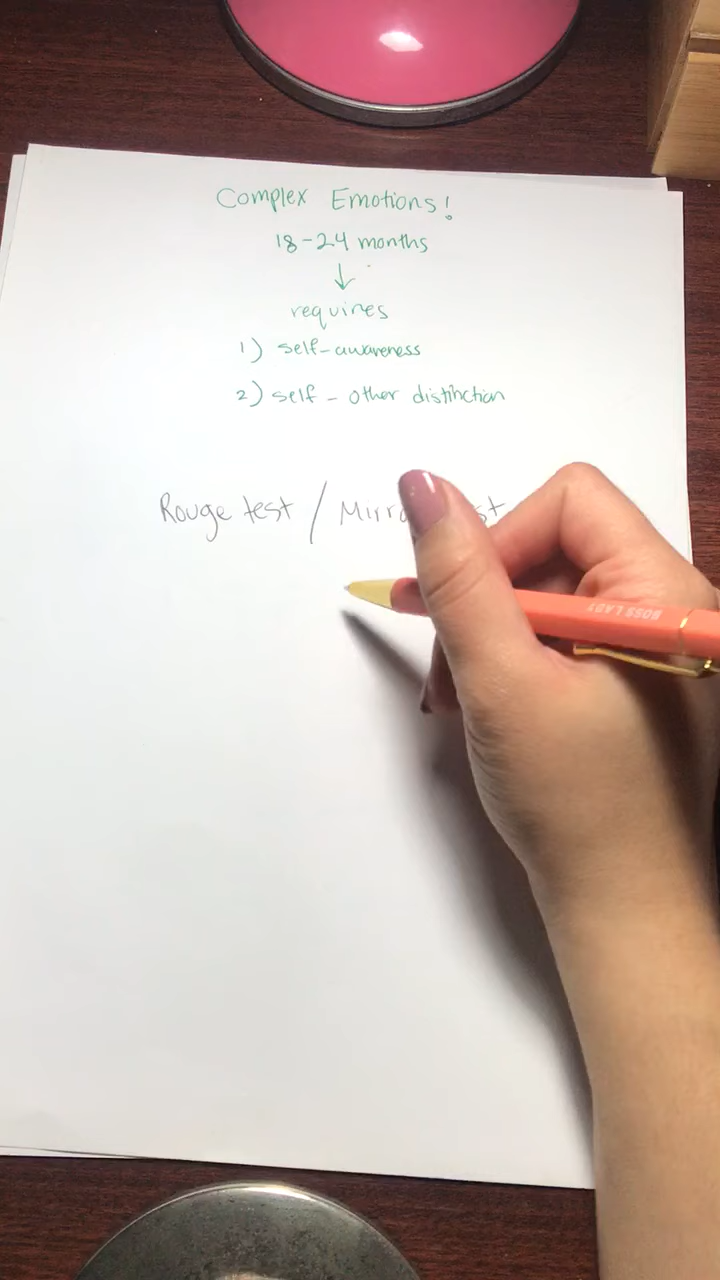 Complex Emotions!
18-24 months
↓
requires
1) self-awareness
2) self - other distinction
Rouge test /
BOSS LADY